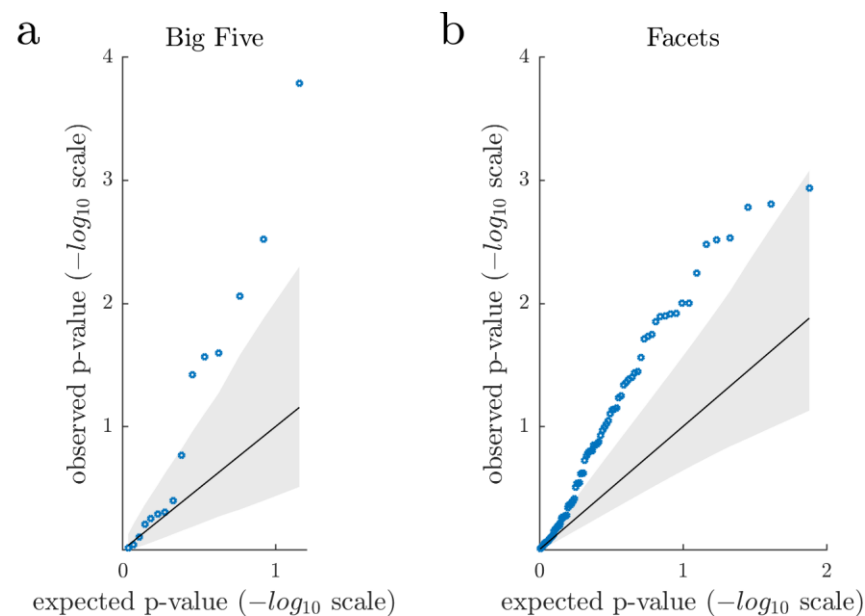 a
Big Five
4
3
2
1
0
1
observed p-value (−log10 scale)
expected p-value (−log10 scale)
b
Facets
4
3
2
1
0
1
2
observed p-value (−log10 scale)
expected p-value (−log10 scale)